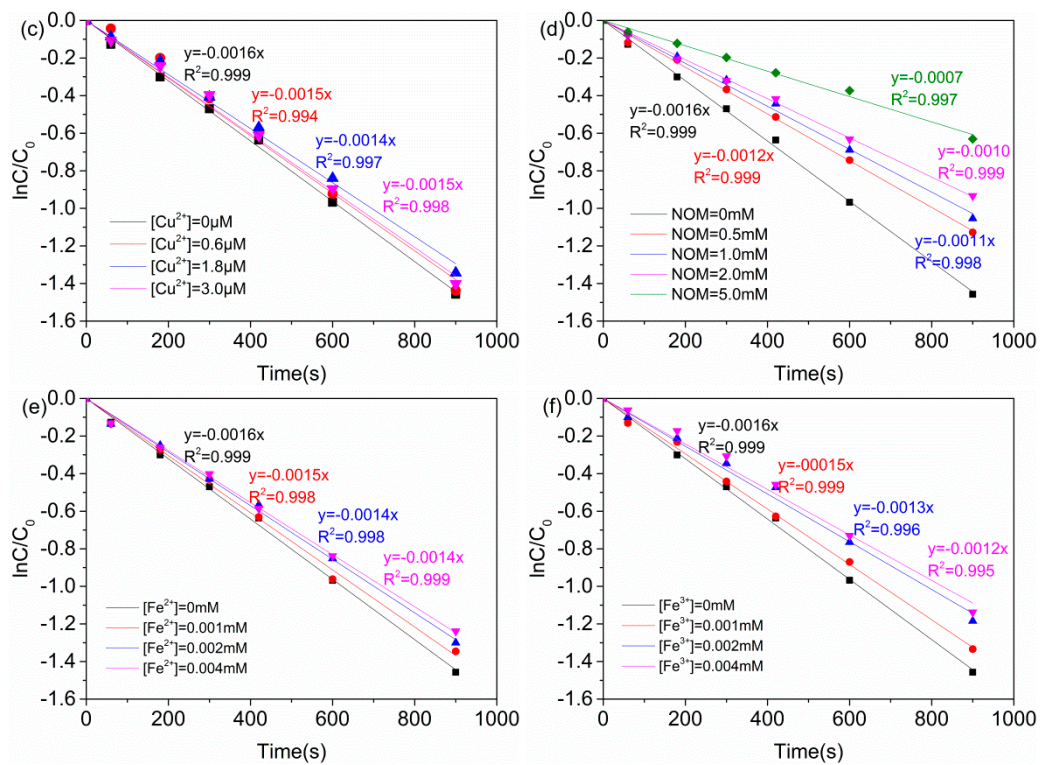 (c)
0.0
-0.2
-0.4
-0.6
-0.8
-1.0
-1.2
-1.4
-1.6
lnC/C0
y=-0.0016x
R2=0.999
y=-0.0015x
R2=0.994
y=-0.0014x
R2=0.997
y=-0.0015x
R2=0.998
[Cu2+]=0μM
[Cu2+]=0.6μM
[Cu2+]=1.8μM
[Cu2+]=3.0μM
0 200 400 600 800 1000
Time(s)
(d)
0.0
-0.2
-0.4
-0.6
-0.8
-1.0
-1.2
-1.4
-1.6
lnC/C0
y=-0.0007
R2=0.997
y=-0.0016x
R2=0.999
y=-0.0012x
R2=0.999
y=-0.0010
R2=0.999
y=-0.0011x
R2=0.998
NOM=0mM
NOM=0.5mM
NOM=1.0mM
NOM=2.0mM
NOM=5.0mM
0 200 400 600 800 1000
Time(s)
(e)
0.0
-0.2
-0.4
-0.6
-0.8
-1.0
-1.2
-1.4
-1.6
lnC/C0
y=-0.0016x
R2=0.999
y=-0.0015x
R2=0.998
y=-0.0014x
R2=0.998
y=-0.0014x
R2=0.999
[Fe2+]=0mM
[Fe2+]=0.001mM
[Fe2+]=0.002mM
[Fe2+]=0.004mM
0 200 400 600 800 1000
Time(s)
(f)
0.0
-0.2
-0.4
-0.6
-0.8
-1.0
-1.2
-1.4
-1.6
lnC/C0
y=-0.0016x
R2=0.999
y=-00015x
R2=0.999
y=-0.0013x
R2=0.996
y=-0.0012x
R2=0.995
[Fe3+]=0mM
[Fe3+]=0.001mM
[Fe3+]=0.002mM
[Fe3+]=0.004mM
0 200 400 600 800 1000
Time(s)